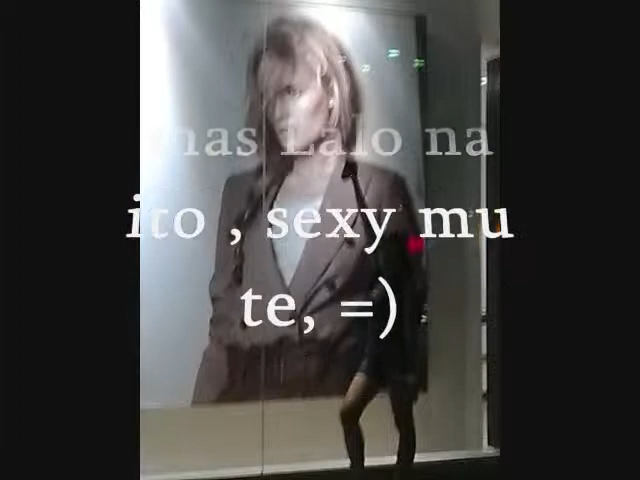 mas Lalo na
ito , sexy mu
te, =)